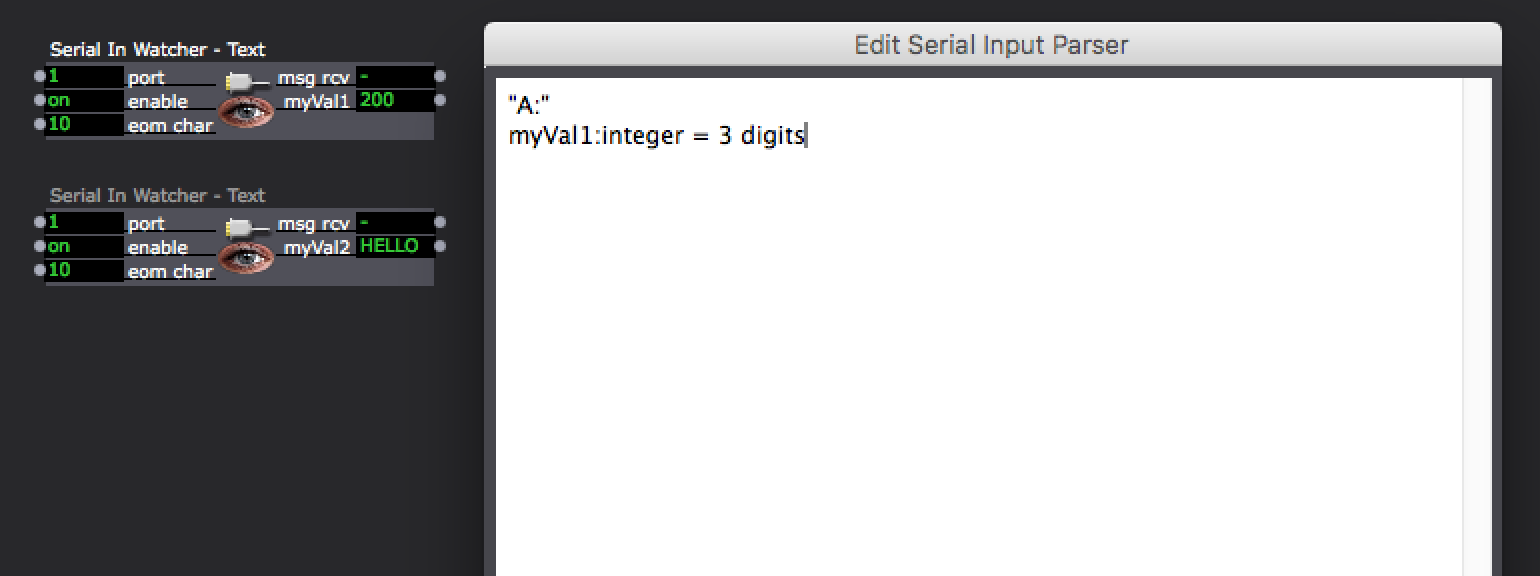 Serial In Watcher - Text
1 port msg rcv -
on enable myVal1 200
10 eom char
Serial In Watcher - Text
1 port msg rcv -
on enable myVal2 HELLO
10 eom char
Edit Serial Input Parser
"A:"
myVal1:integer = 3 digits